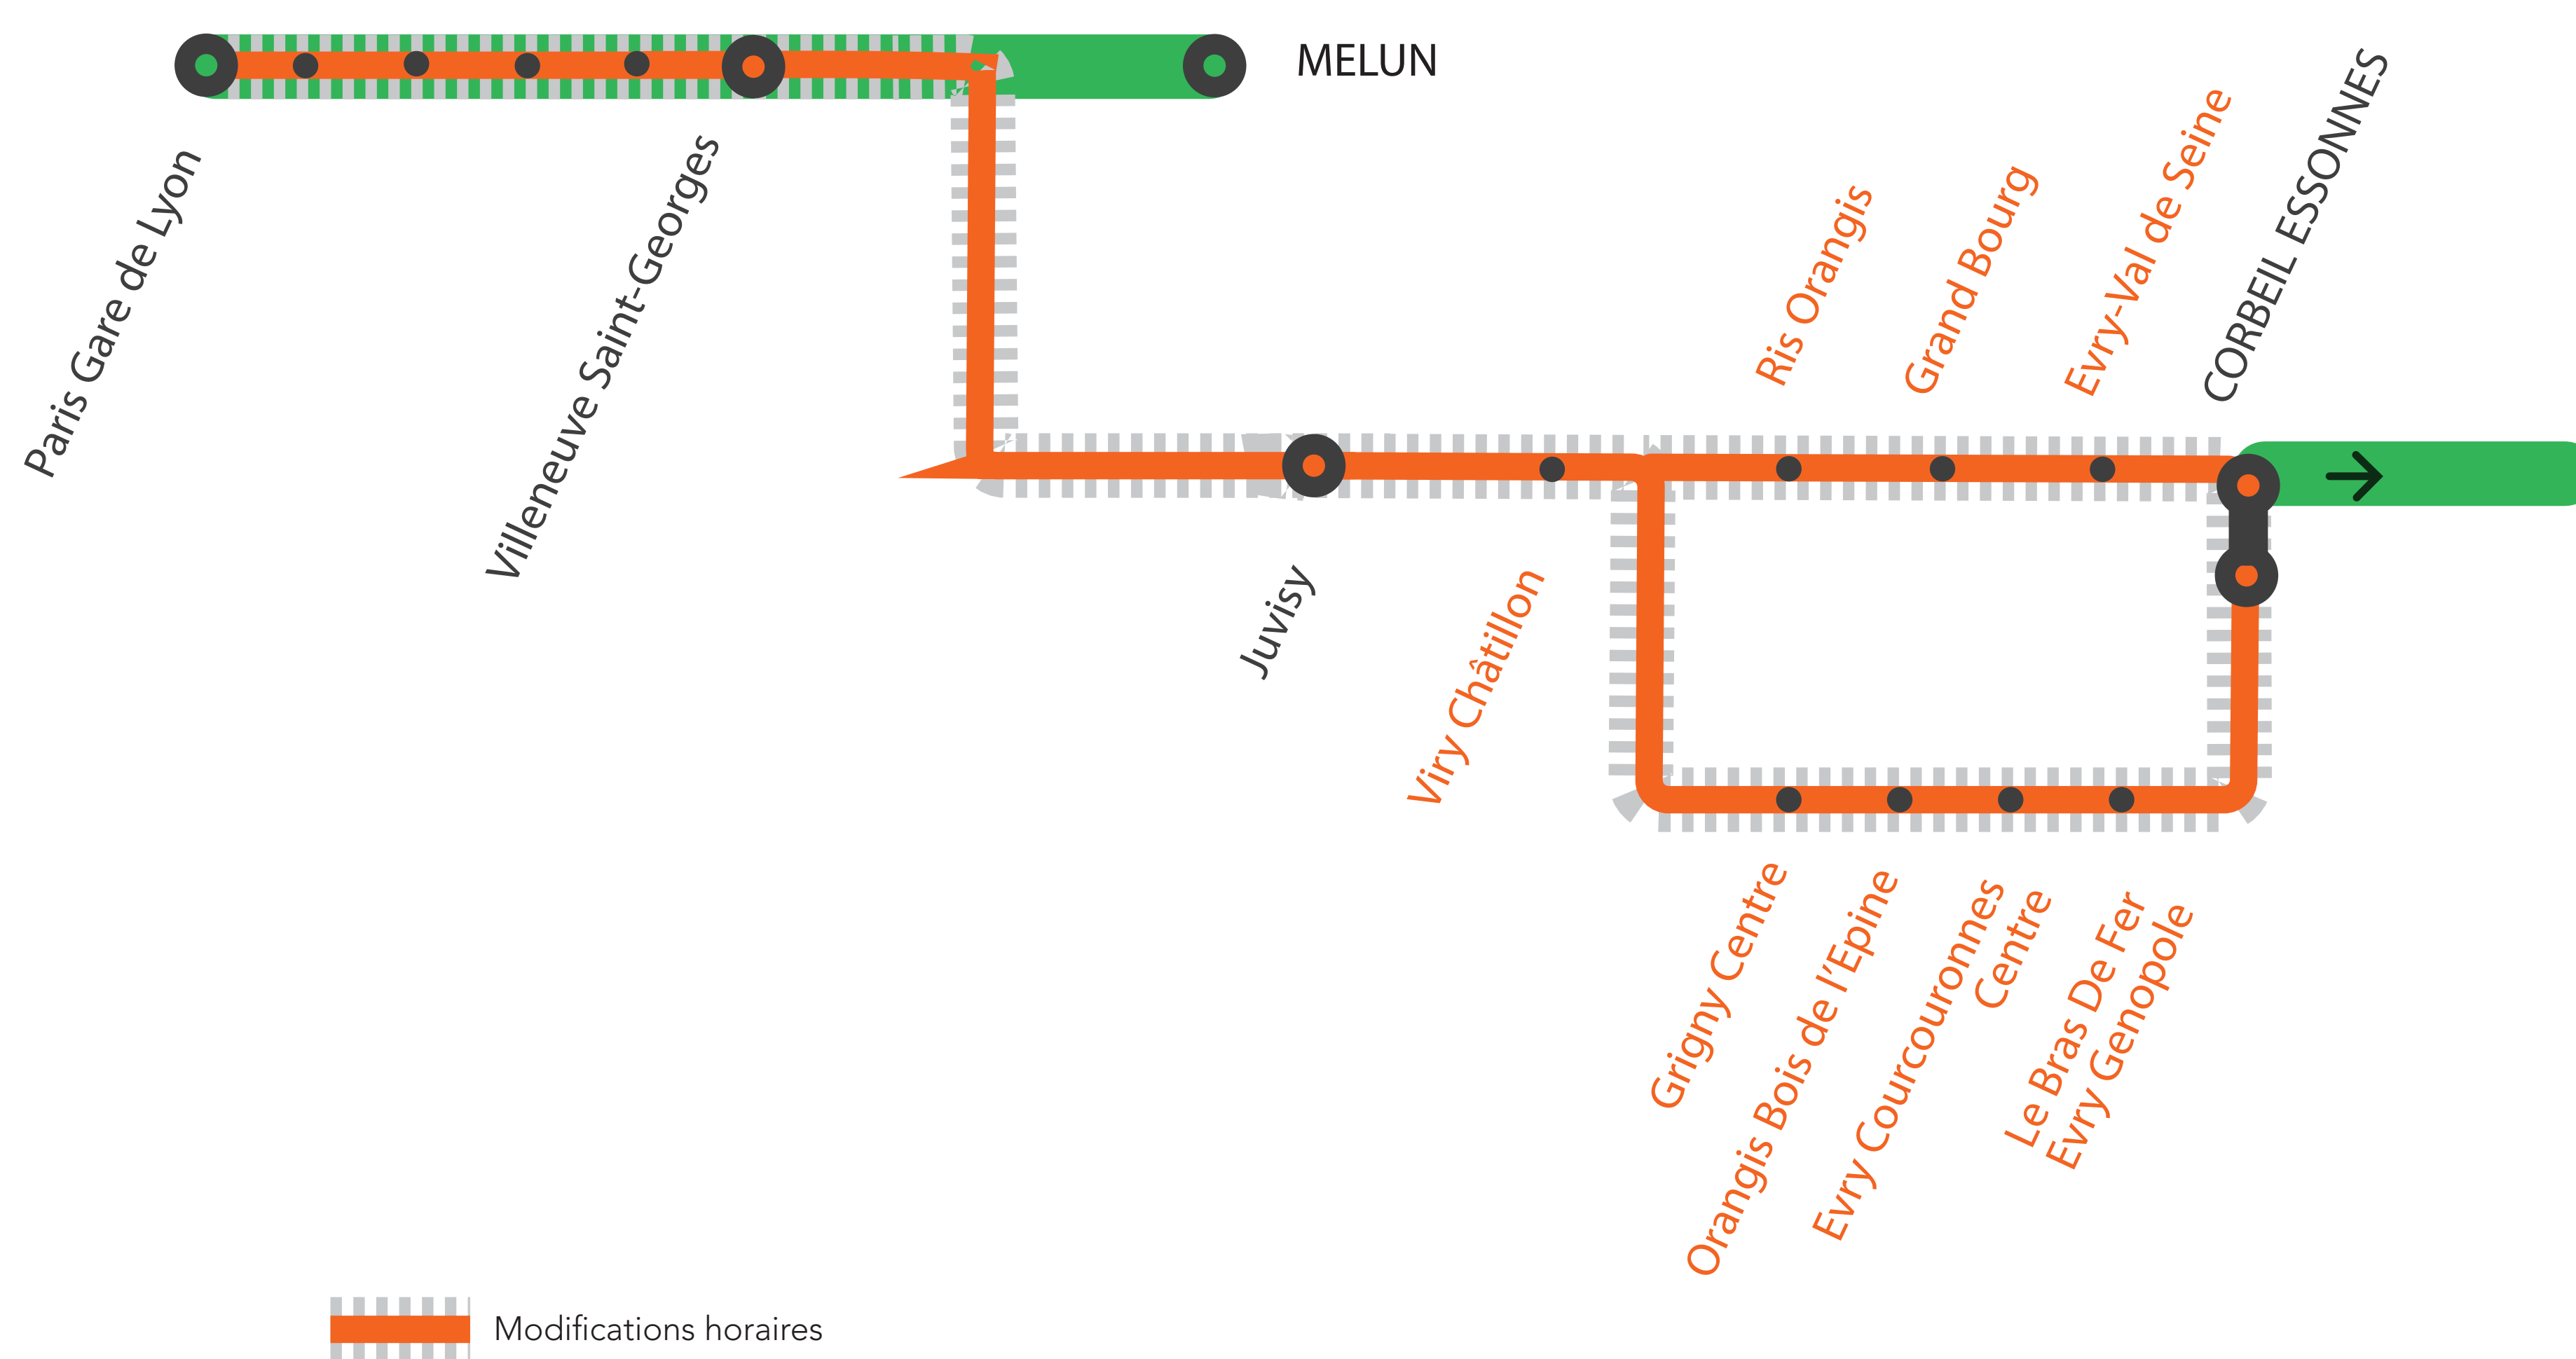 MELUN
Paris Gare de Lyon
Villeneuve Saint-Georges
Ris Orangis
Grand Bourg
Evry-Val de Seine
CORBEIL ESSONNES
Juvisy
Viry Châtillon
Grigny Centre
Orangis Bois de l'Epine
Evry Courcouronnes
Centre
Le Bras De Fer
Evry Genopole
Modifications horaires